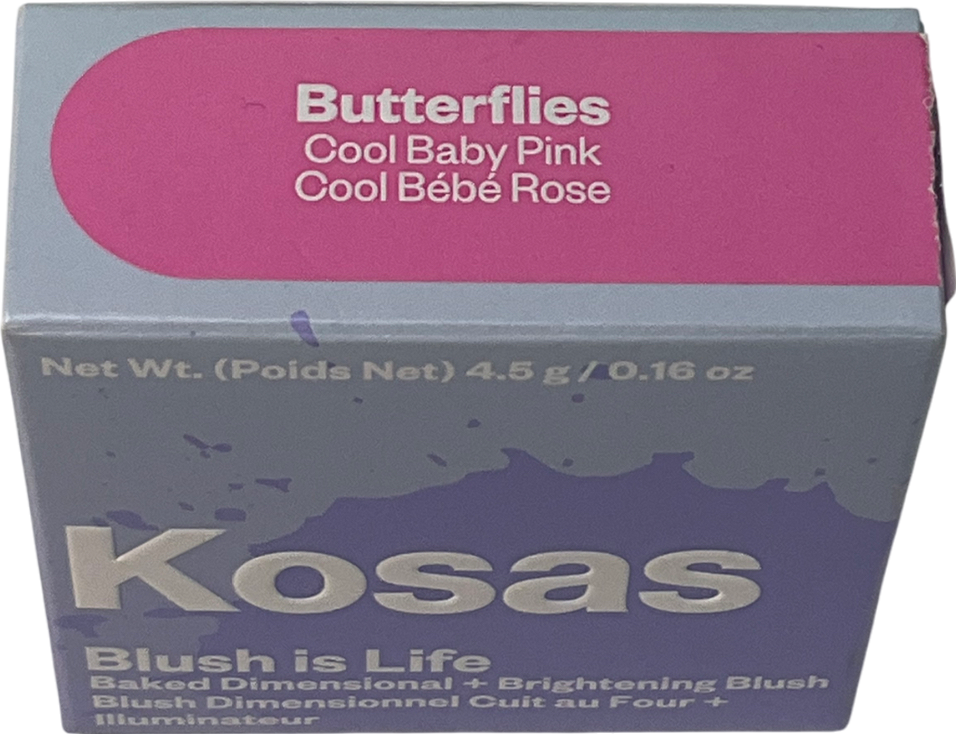 Butterflies
Cool Baby Pink
Cool Bébé Rose
Net Wt. (Poids Net) 4.5 g / 0.16 oz
Kosas
Blush is Life
Baked Dimensional + Brightening Blush
Blush Dimensionnel Cuit au Four +
Illuminateur